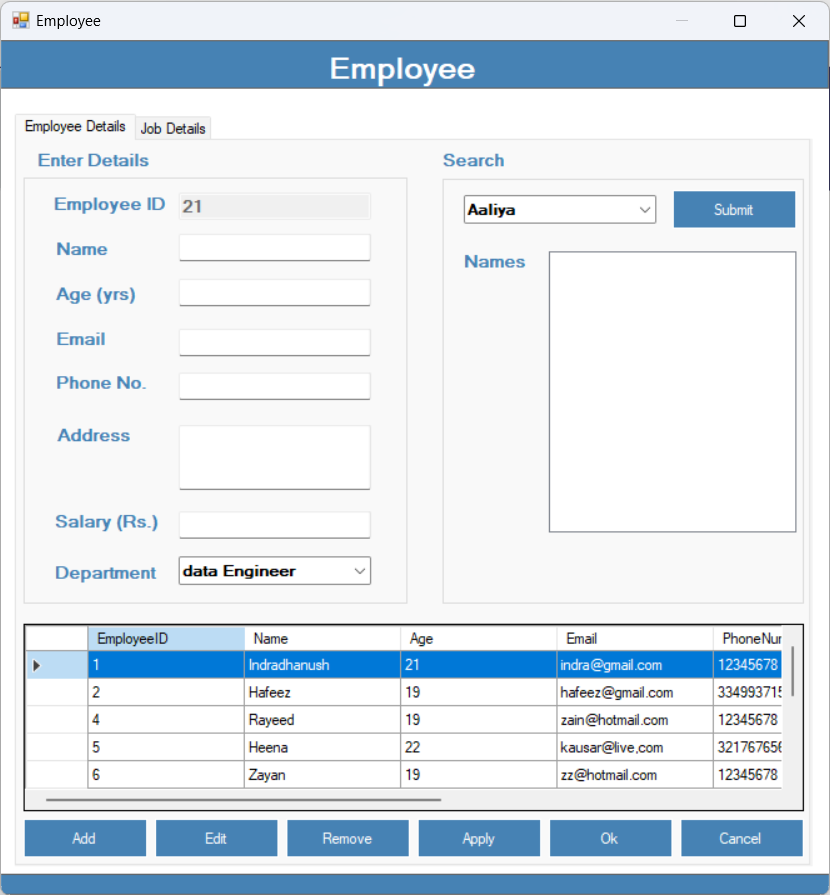 Employee
Employee
Employee Details Job Details
Enter Details
Employee ID 21
Name
Age (yrs)
Email
Phone No.
Address
Salary (Rs.)
Department data Engineer
Search
Aaliya Submit
Names
EmployeeID Name Age Email PhoneNur
1 Indradhanush 21 indra@gmail.com 12345678
2 Hafeez 19 hafeez@gmail.com 334993715
4 Rayeed 19 zain@hotmail.com 12345678
5 Heena 22 kausar@live,com 321767656
6 Zayan 19 zz@hotmail.com 12345678
Add Edit Remove Apply Ok Cancel